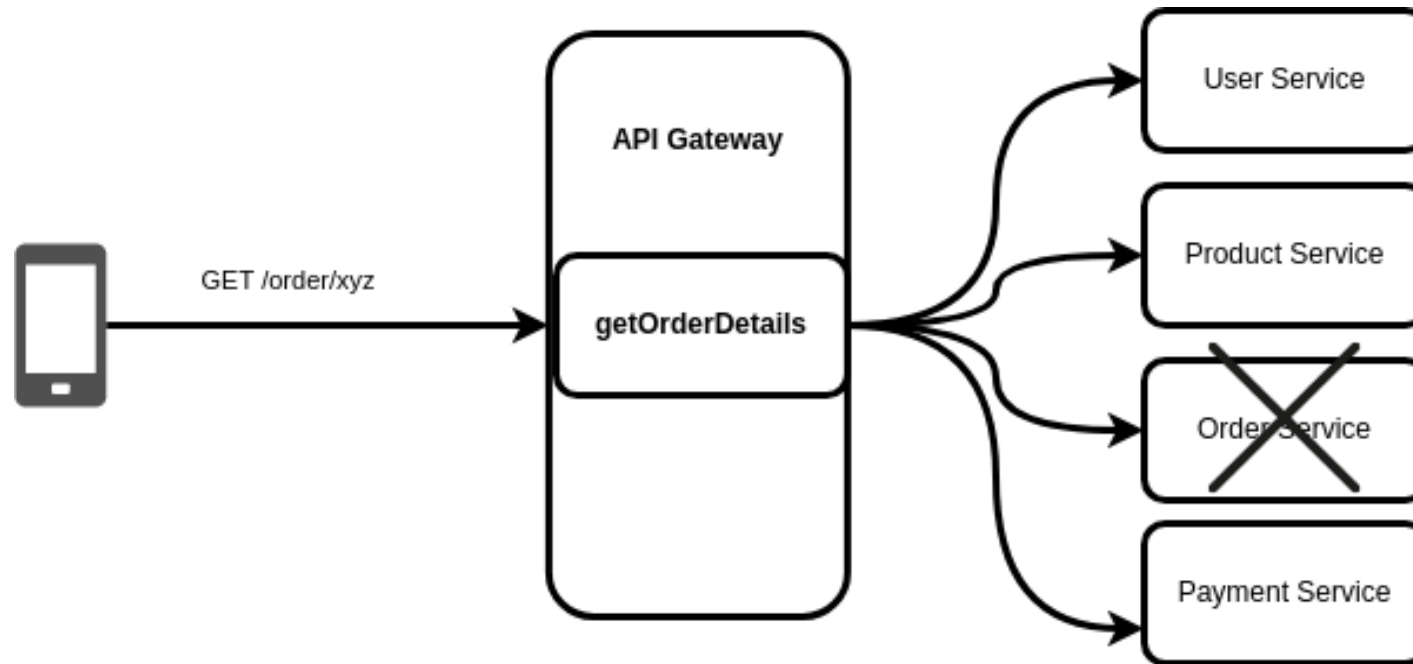 User Service
API Gateway
Product Service
GET /order/xyz
getOrderDetails
Order Service
Payment Service